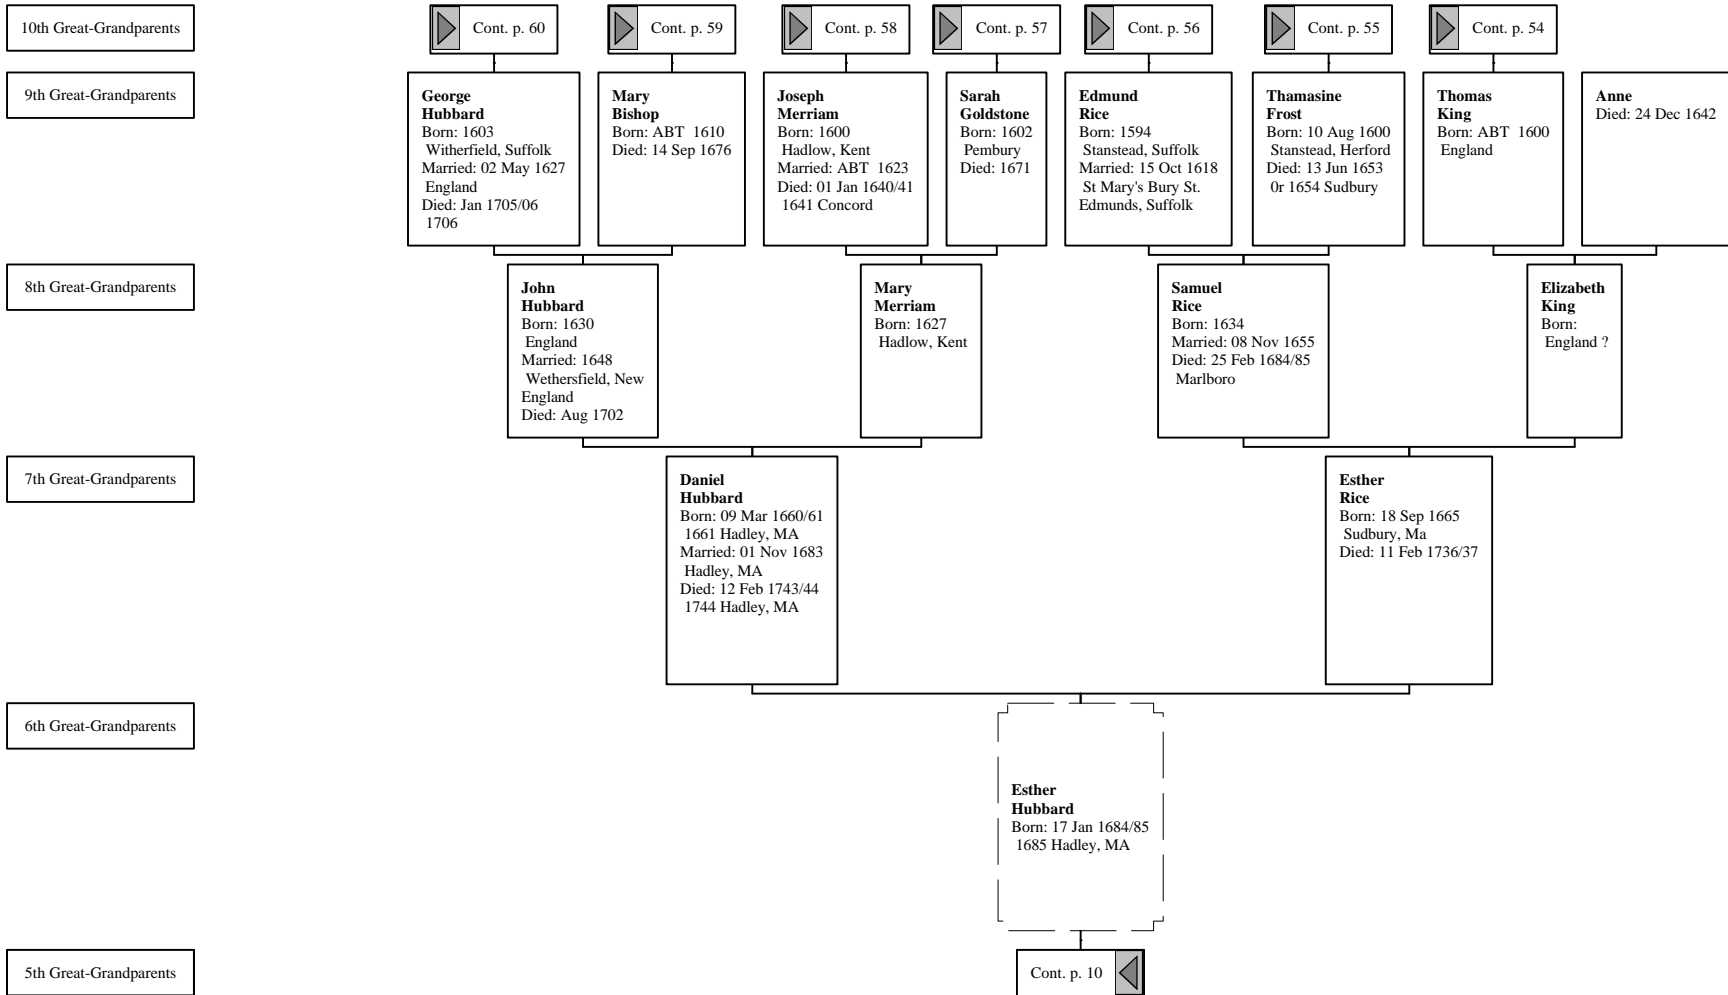 10th Great-Grandparents
Cont. p. 60
Cont. p. 59
Cont. p. 58
Cont. p. 57
Cont. p. 56
Cont. p. 55
Cont. p. 54
9th Great-Grandparents
George
Hubbard
Born: 1603
Witherfield, Suffolk
Married: 02 May 1627
England
Died: Jan 1705/06
1706
Mary
Bishop
Born: ABT 1610
Died: 14 Sep 1676
Joseph
Merriam
Born: 1600
Hadlow, Kent
Married: ABT 1623
Died: 01 Jan 1640/41
1641 Concord
Sarah
Goldstone
Born: 1602
Pembury
Died: 1671
Edmund
Rice
Born: 1594
Stanstead, Suffolk
Married: 15 Oct 1618
St Mary's Bury St.
Edmunds, Suffolk
Thamasine
Frost
Born: 10 Aug 1600
Stanstead, Herford
Died: 13 Jun 1653
0r 1654 Sudbury
Thomas
King
Born: ABT 1600
England
Anne
Died: 24 Dec 1642
8th Great-Grandparents
John
Hubbard
Born: 1630
England
Married: 1648
Wethersfield, New
England
Died: Aug 1702
Mary
Merriam
Born: 1627
Hadlow, Kent
Samuel
Rice
Born: 1634
Married: 08 Nov 1655
Died: 25 Feb 1684/85
Marlboro
Elizabeth
King
Born:
England ?
7th Great-Grandparents
Daniel
Hubbard
Born: 09 Mar 1660/61
1661 Hadley, MA
Married: 01 Nov 1683
Hadley, MA
Died: 12 Feb 1743/44
1744 Hadley, MA
Esther
Rice
Born: 18 Sep 1665
Sudbury, Ma
Died: 11 Feb 1736/37
6th Great-Grandparents
Esther
Hubbard
Born: 17 Jan 1684/85
1685 Hadley, MA
5th Great-Grandparents
Cont. p. 10